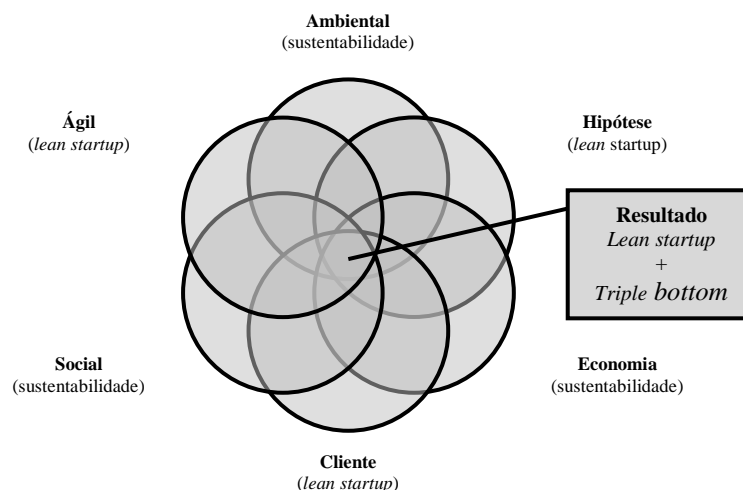 Ambiental
(sustentabilidade)
Ágil
(lean startup)
Hipótese
(lean startup)
Resultado
Lean startup
+
Triple bottom
Social
(sustentabilidade)
Economia
(sustentabilidade)
Cliente
(lean startup)